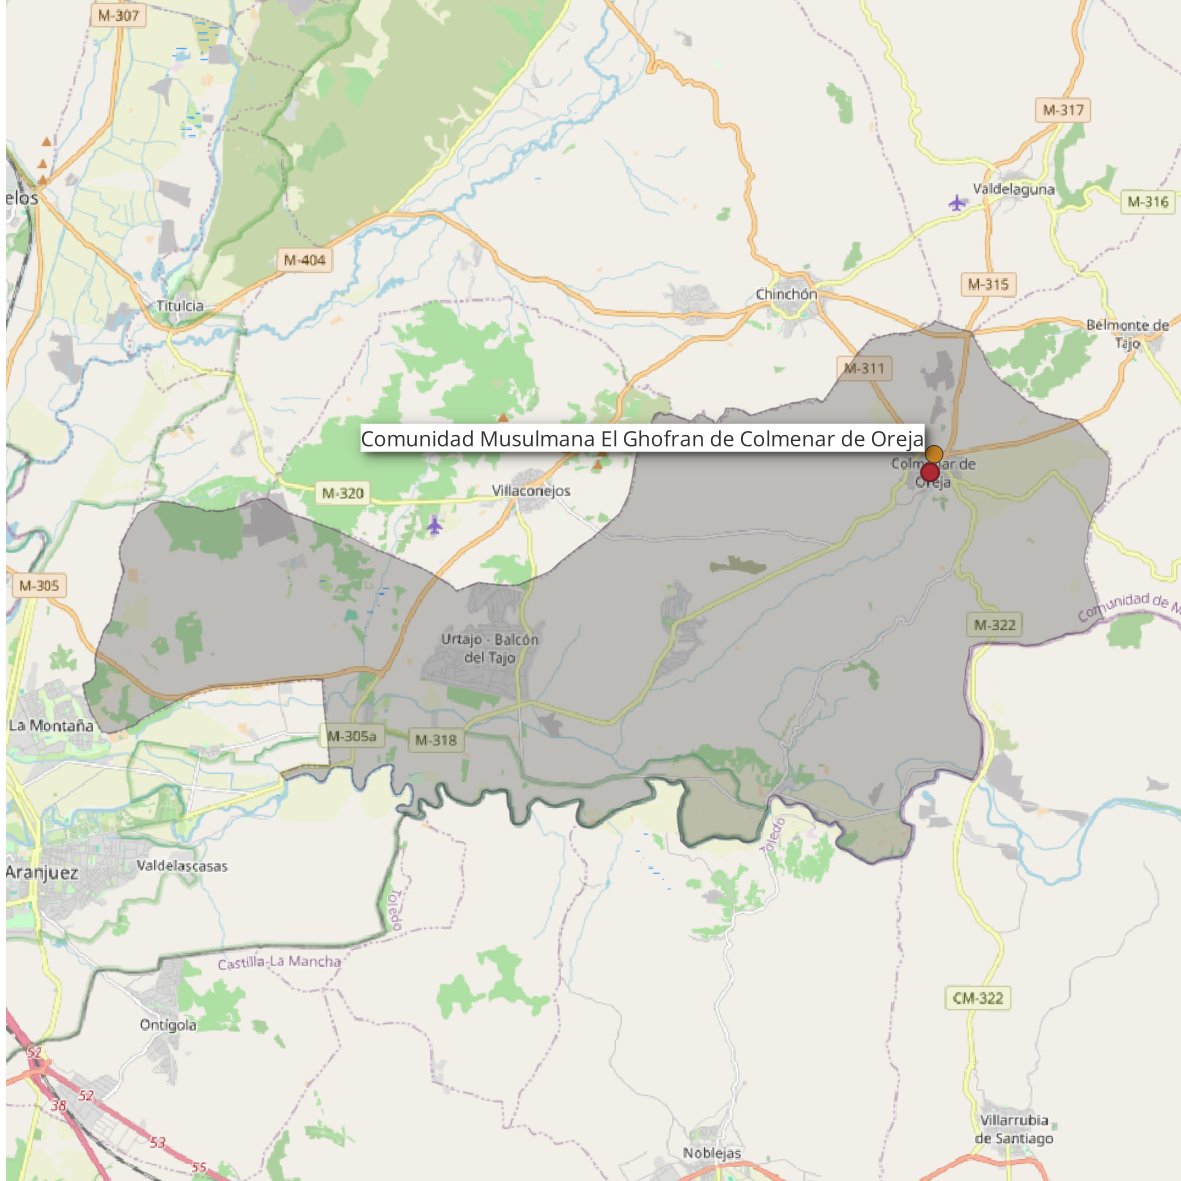 M-307
M-317
elos
Valdelaguna
M-316
M-404
M-315
Titulcia
Chinchón
Belmonte de
Tajo
M-311
Comunidad Musulmana El Ghofran de Colmenar de Oreja
Colmenar de
Oreja
M-320
Villaconejos
M-305
Comunidad de M
M-322
Urtajo - Balcón
del Tajo
La Montaña
M-305a
M-318
Toledo
Aranjuez
Valdelascasas
Toledo
Castilla-La Mancha
CM-322
Ontígola
52
52
38
53
55
Villarrubia
de Santiago
Noblejas